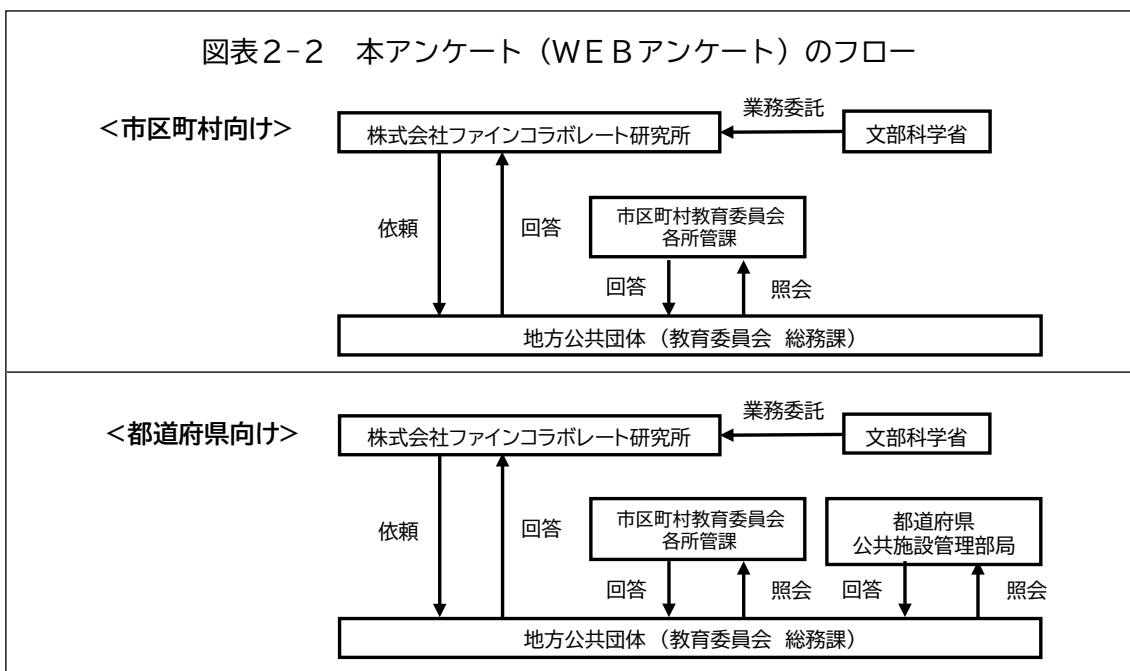 図表2-2　本アンケート（WEBアンケート）のフロー
<市区町村向け>
株式会社ファインコラボレート研究所
業務委託
文部科学省
依頼
回答
市区町村教育委員会
各所管課
回答
照会
地方公共団体（教育委員会 総務課）
<都道府県向け>
株式会社ファインコラボレート研究所
業務委託
文部科学省
依頼
回答
市区町村教育委員会
各所管課
都道府県
公共施設管理部局
回答
照会
回答
照会
地方公共団体（教育委員会 総務課）